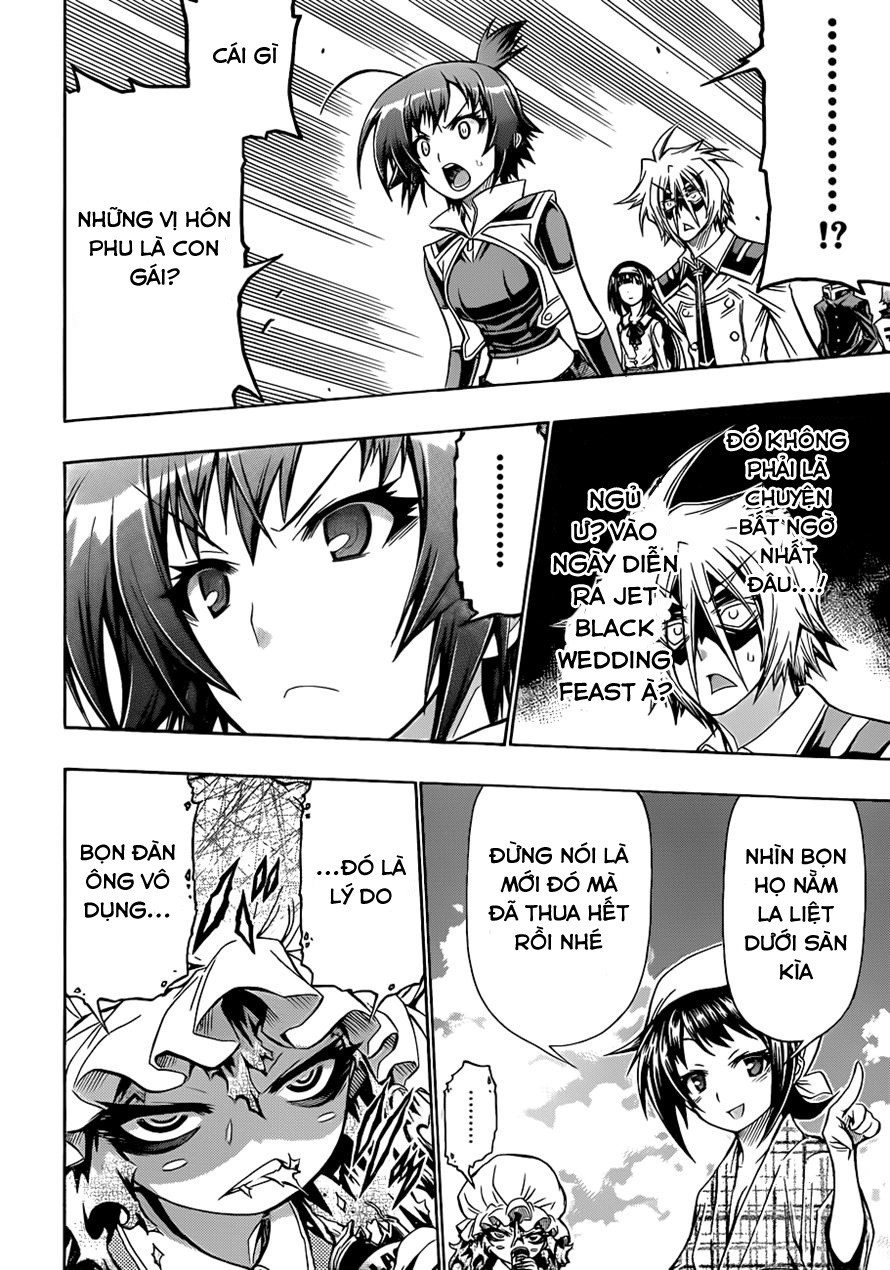 ..........!?
CÁI GÌ
NHỮNG VỊ HÔN
PHU LÀ CON
GÁI?
ĐÓ KHÔNG
PHẢI LÀ
CHUYỆN
BẤT NGỜ
NHẤT
ĐÂU...!
NGỦ
Ư? VÀO
NGÀY DIỄN
RA JET
BLACK
WEDDING
FEAST À?
.........
NHÌN BỌN
HỌ NẰM
LA LIỆT
DƯỚI SÀN
KÌA
ĐỪNG NÓI LÀ
MỚI ĐÓ MÀ
ĐÃ THUA HẾT
RỒI NHÉ
.........
...ĐÓ LÀ
LÝ DO
BỌN ĐÀN
ÔNG VÔ
DỤNG...